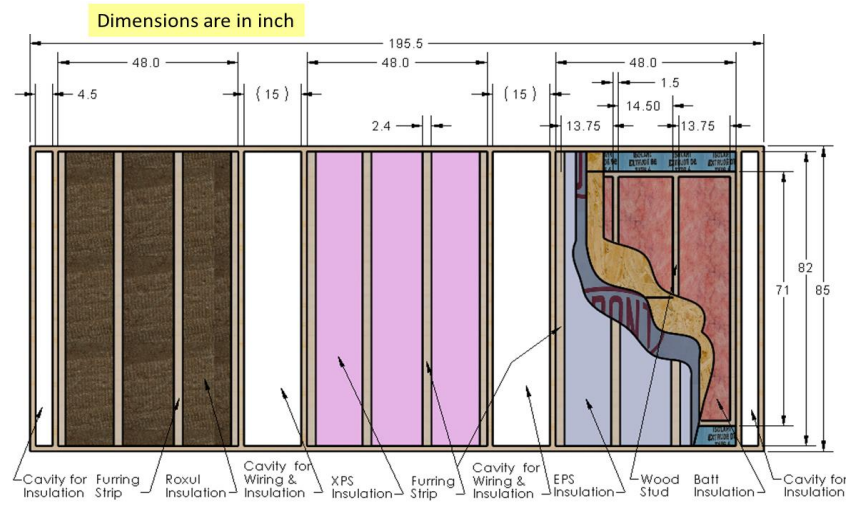 Dimensions are in inch
195.5
48.0
48.0
48.0
4.5
(15)
(15)
1.5
14.50
2.4
13.75
13.75
71
82
85
Cavity for
Insulation
Furring
Strip
Roxul
Insulation
Cavity for
Wiring &
Insulation
XPS
Insulation
Furring
Strip
Cavity for
Wiring &
Insulation
EPS
Insulation
Wood
Stud
Batt
Insulation
Cavity for
Insulation